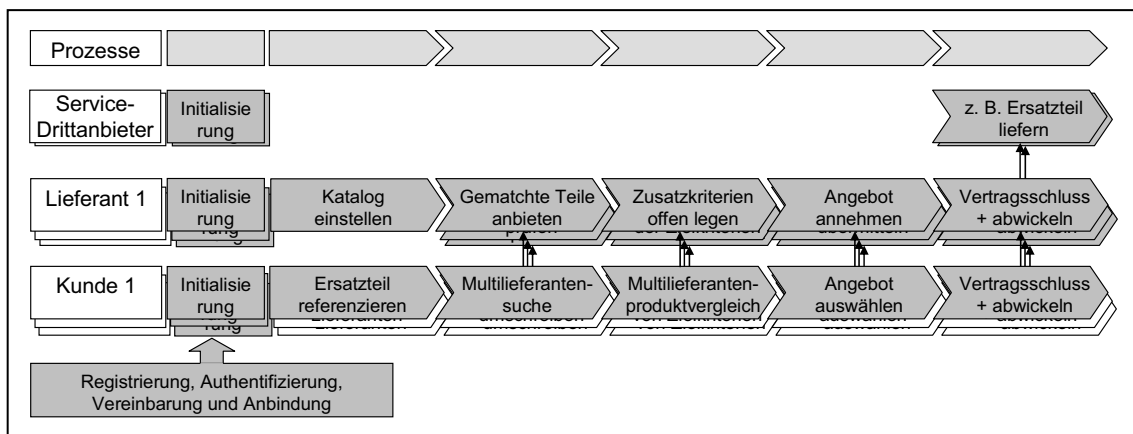 Prozesse
Service-
Drittanbieter
Initialisie
rung
z. B. Ersatzteil
liefern
Lieferant 1
Initialisie
rung
Katalog
einstellen
Gematchte Teile
anbieten
Zusatzkriterien
offen legen
Angebot
annehmen
Vertragsschluss
+ abwickeln
Kunde 1
Initialisie
rung
Ersatzteil
referenzieren
Multilieferanten-
suche
Multilieferanten-
produktvergleich
Angebot
auswählen
Vertragsschluss
+ abwickeln
Registrierung, Authentifizierung,
Vereinbarung und Anbindung